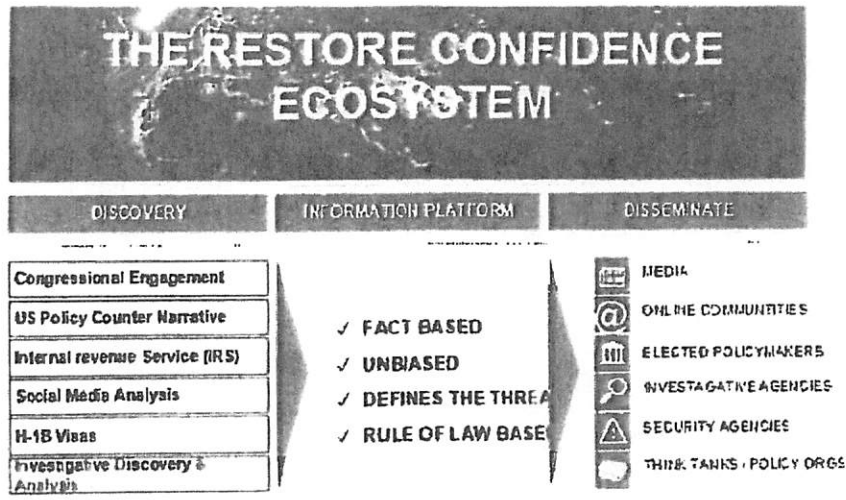 THE RESTORE CONFIDENCE
ECOSYSTEM
DISCOVERY
INFORMATION PLATFORM
DISSEMINATE
Congressional Engagement
US Policy Counter Narrative
Internal revenue Service (IRS)
Social Media Analysis
H-1B Visas
Investigative Discovery &
Analysis
✓ FACT BASED
✓ UNBIASED
✓ DEFINES THE THREA
✓ RULE OF LAW BASE
MEDIA
@ ONLINE COMMUNTITIES
ELECTED POLICYMAKERS
INVESTAGATIVE AGENCIES
SECURITY AGENCIES
THINK TANKS / POLICY ORGS